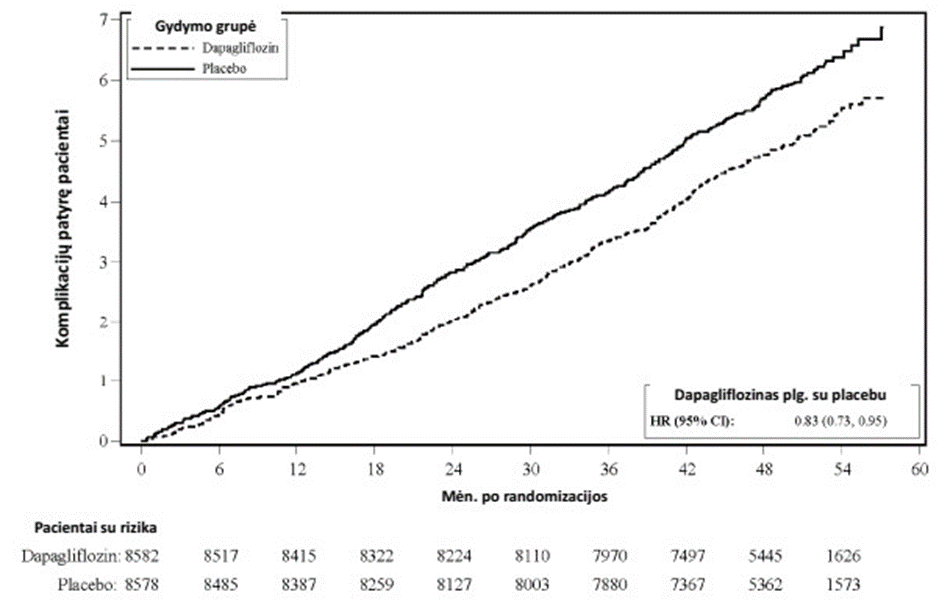 Gydymo grupė
Dapagliflozin
Placebo
Komplikacijų patyrę pacientai
7
6
5
4
3
2
1
0
Dapagliflozinas plg. su placebu
HR (95% CI): 0.83 (0.73, 0.95)
0 6 12 18 24 30 36 42 48 54 60
Mėn. po randomizacijos
Pacientai su rizika
Dapagliflozin: 8582 8517 8415 8322 8224 8110 7970 7497 5445 1626
Placebo: 8578 8485 8387 8259 8127 8003 7880 7367 5362 1573